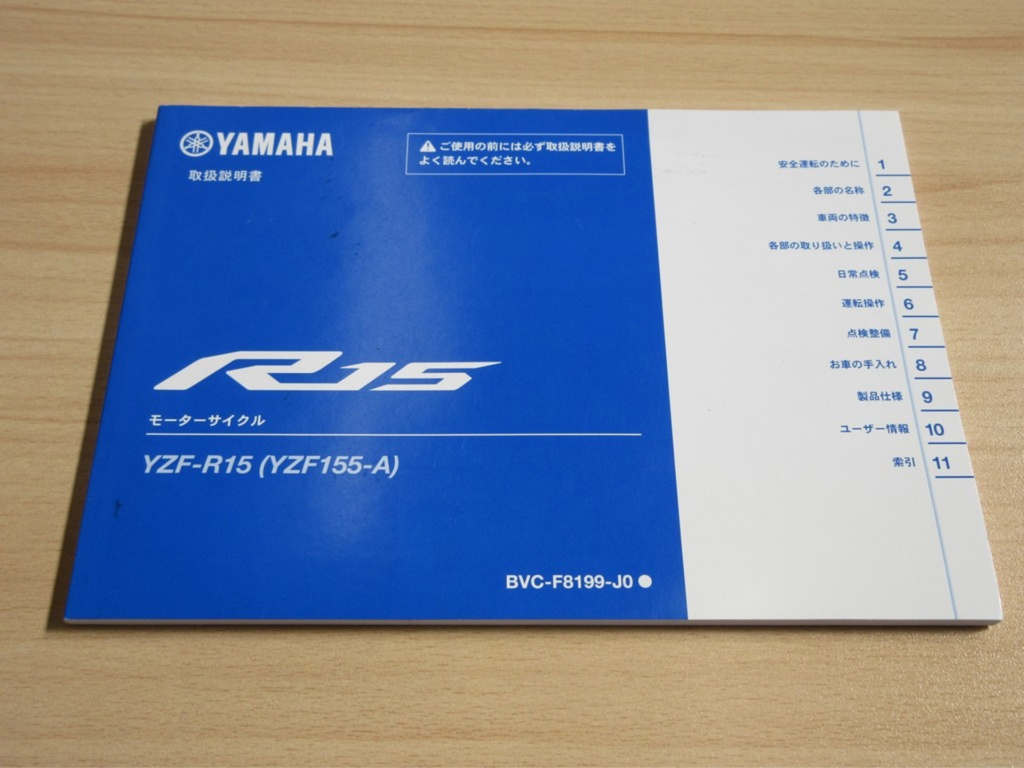 YAMAHA
取扱説明書
⚠ご使用の前には必ず取扱説明書を
よく読んでください。
R15
モーターサイクル
YZF-R15 (YZF155-A)
BVC-F8199-J0
安全運転のために 1
各部の名称 2
車両の特徴 3
各部の取り扱いと操作 4
日常点検 5
運転操作 6
点検整備 7
お車の手入れ 8
製品仕様 9
ユーザー情報 10
索引 11